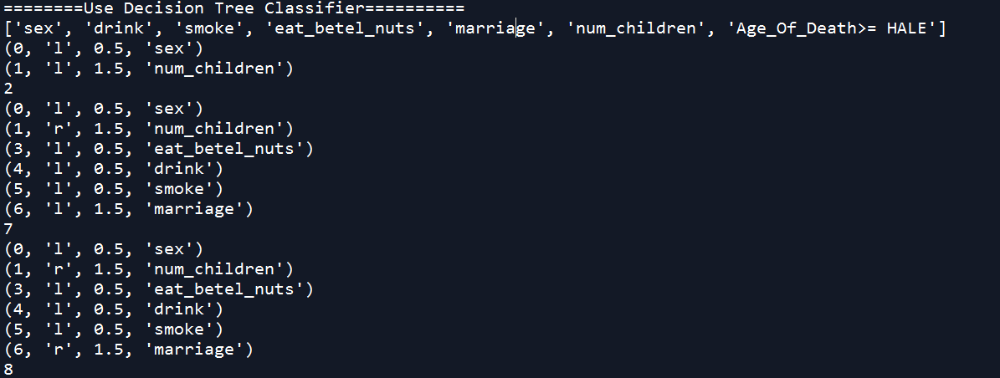 ========Use Decision Tree Classifier==========
['sex', 'drink', 'smoke', 'eat_betel_nuts', 'marriage', 'num_children', 'Age_Of_Death>= HALE']
(0, 'l', 0.5, 'sex')
(1, 'l', 1.5, 'num_children')
2
(0, 'l', 0.5, 'sex')
(1, 'r', 1.5, 'num_children')
(3, 'l', 0.5, 'eat_betel_nuts')
(4, 'l', 0.5, 'drink')
(5, 'l', 0.5, 'smoke')
(6, 'l', 1.5, 'marriage')
7
(0, 'l', 0.5, 'sex')
(1, 'r', 1.5, 'num_children')
(3, 'l', 0.5, 'eat_betel_nuts')
(4, 'l', 0.5, 'drink')
(5, 'l', 0.5, 'smoke')
(6, 'r', 1.5, 'marriage')
8